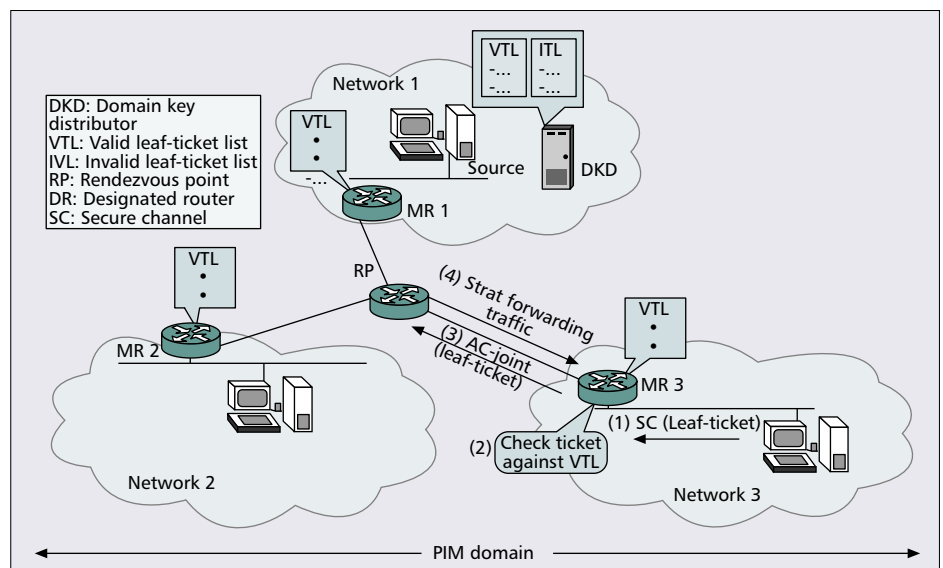 VTL
-...
-...
ITL
-...
-...
Network 1
DKD: Domain key
distributor
VTL: Valid leaf-ticket list
IVL: Invalid leaf-ticket list
RP: Rendezvous point
DR: Designated router
SC: Secure channel
VTL
•
•
-...
Source
DKD
MR 1
RP
VTL
•
•
MR 2
(4) Strat forwarding
traffic
(3) AC-joint
(leaf-ticket)
VTL
•
•
MR 3
(1) SC (Leaf-ticket)
(2)
Check ticket
against VTL
Network 2
Network 3
PIM domain